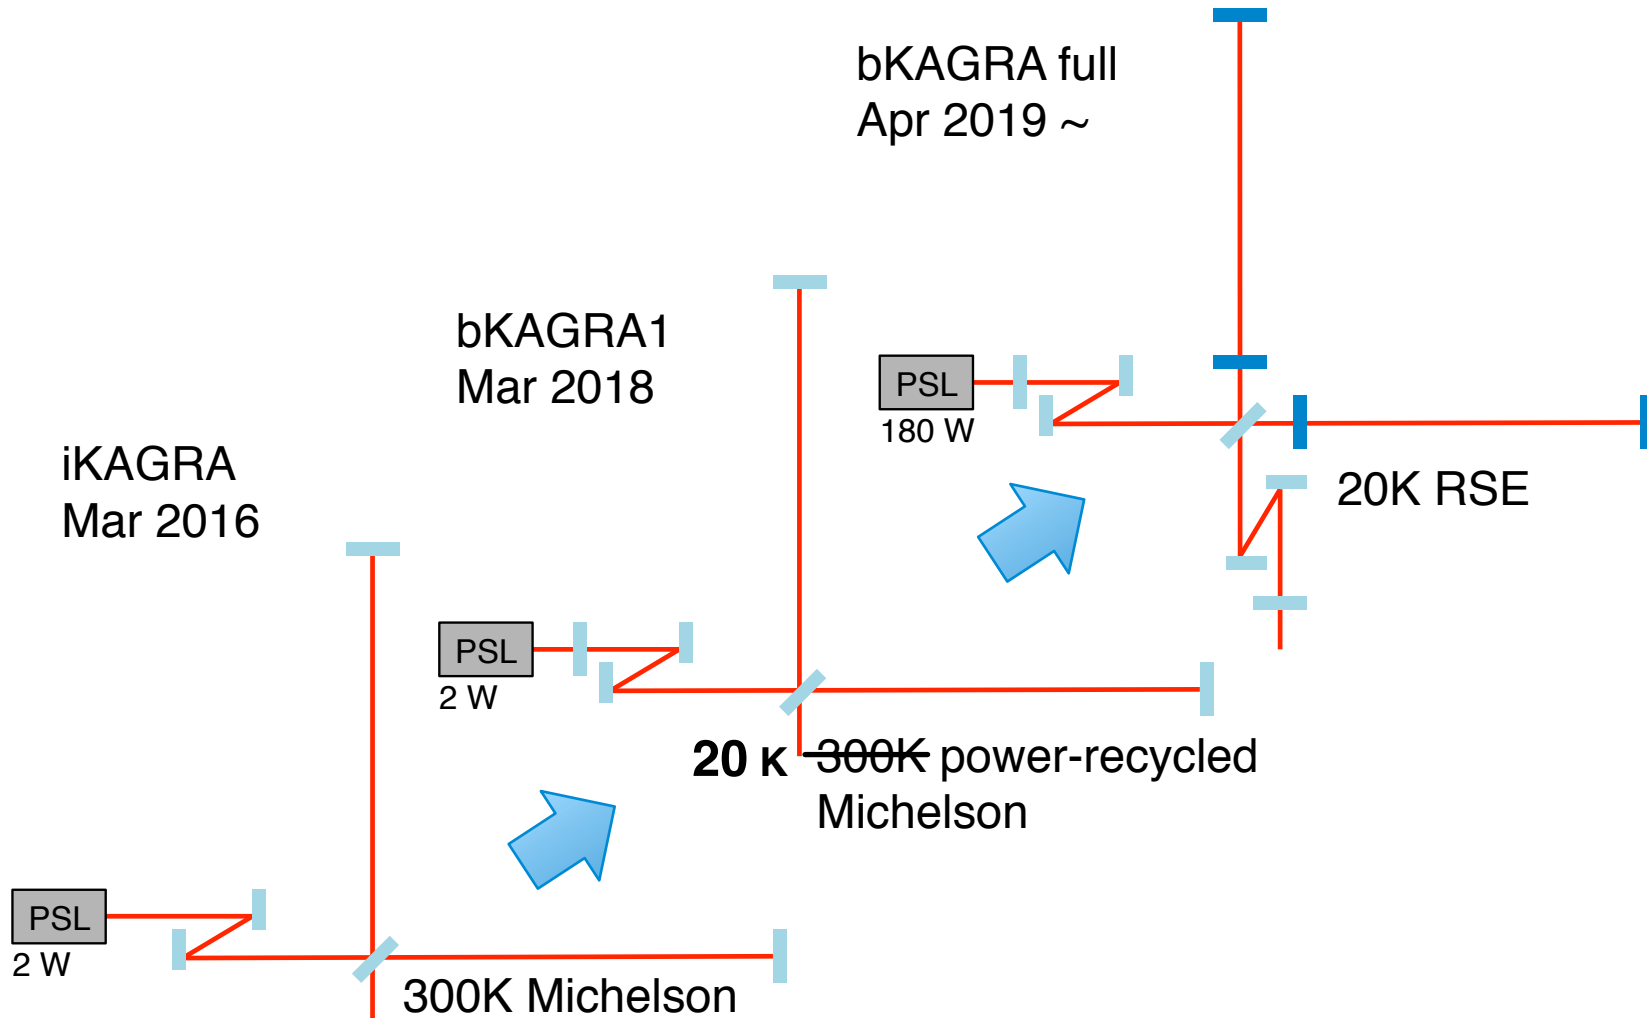 bKAGRA full
Apr 2019 ~
PSL
180 W
20K RSE
bKAGRA1
Mar 2018
PSL
2 W
20 K 300K power-recycled
Michelson
iKAGRA
Mar 2016
PSL
2 W
300K Michelson